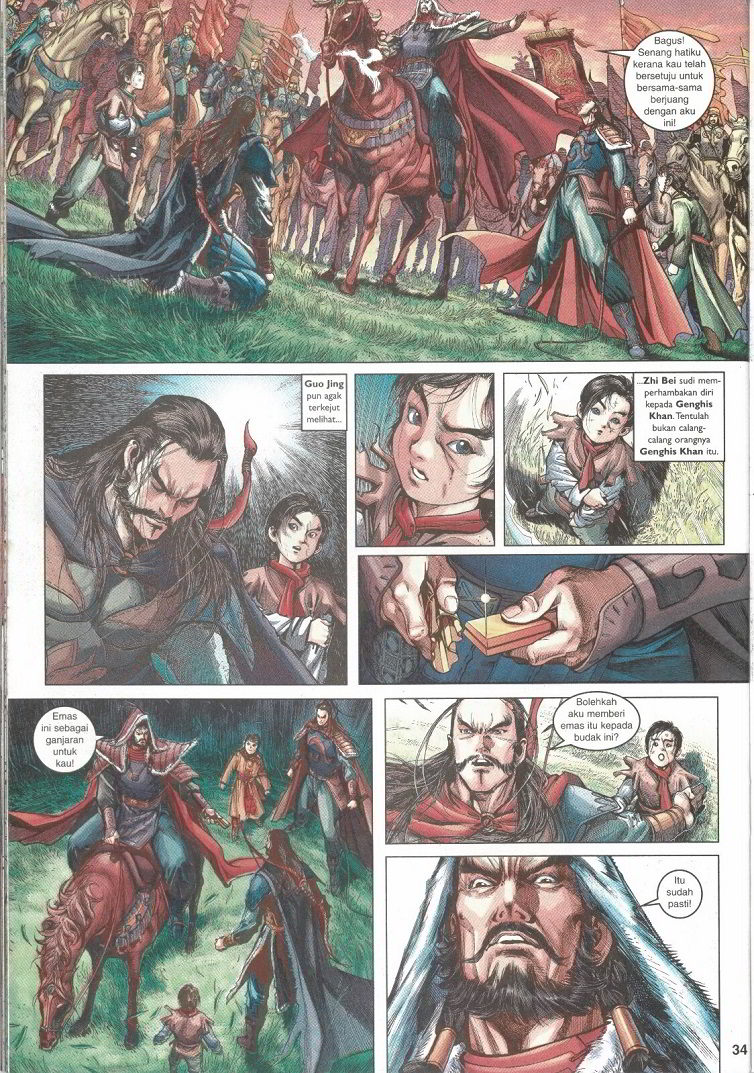 Bagus!
Senang hatiku
kerana kau telah
bersetuju untuk
bersama-sama
berjuang
dengan aku
ini!
Guo Jing
pun agak
terkejut
melihat...
...Zhi Bei sudi mem-
perhambakan diri
kepada Genghis
Khan. Tentulah
bukan calang-
calang orangnya
Genghis Khan itu.
Emas
ini sebagai
ganjaran
untuk
kau!
Bolehkah
aku memberi
emas itu kepada
budak ini?
Itu
sudah
pasti!
34